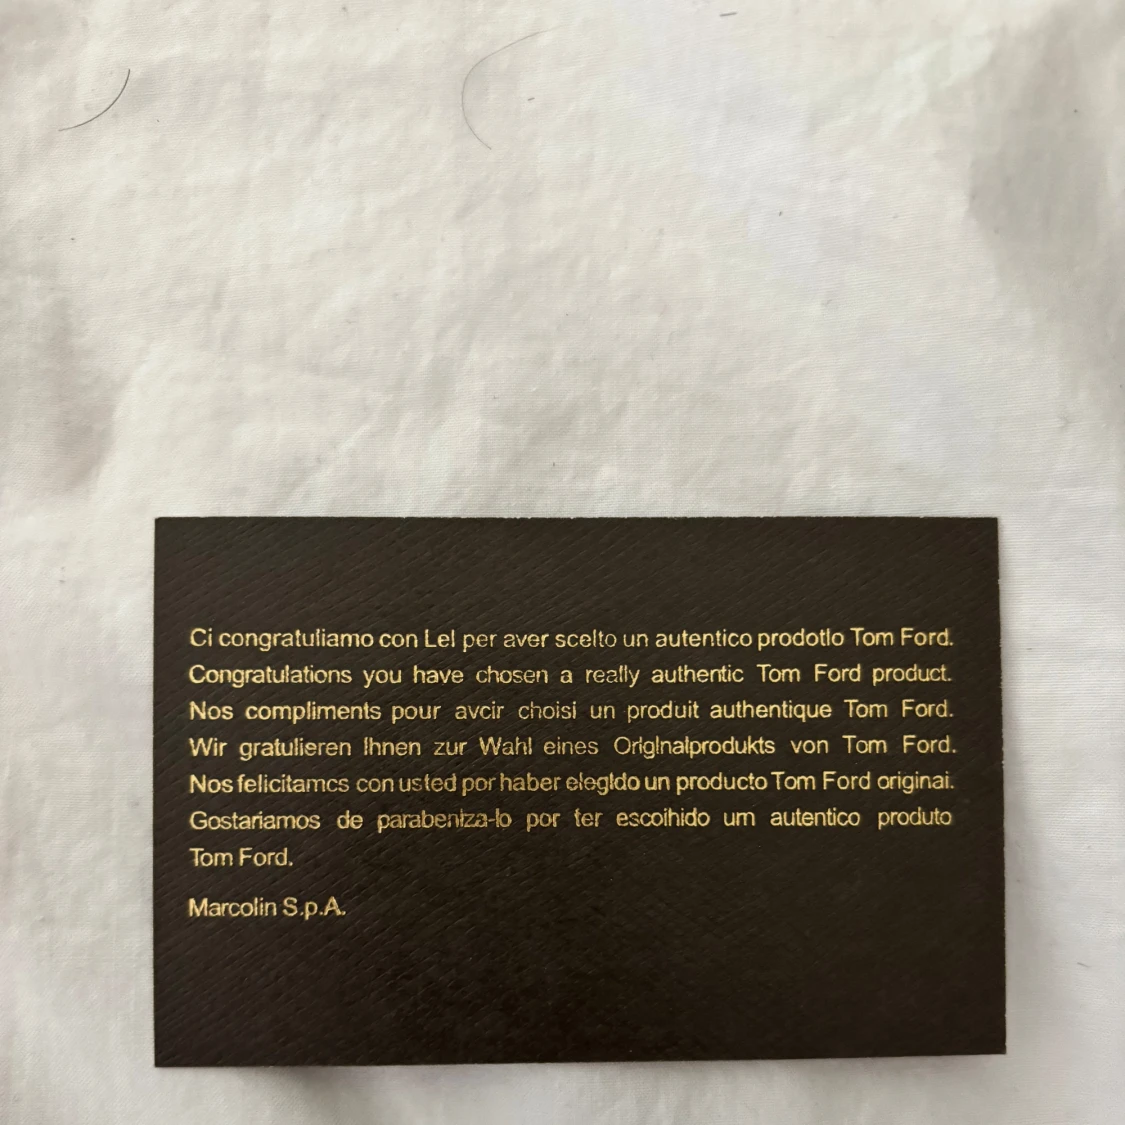 Ci congratuliamo con Lel per aver scelto un autentico prodotlo Tom Ford.
Congratulations you have chosen a really authentic Tom Ford product.
Nos compliments pour avcir choisi un produit authentique Tom Ford.
Wir gratulieren Ihnen zur Wahl eines Orlglnalprodukts von Tom Ford.
Nos felicitamcs con usted por haber elegldo un producto Tom Ford originai.
Gostariamos de parabenlza-lo por ter escoihido um autentico produto
Tom Ford.
Marcolin S.p.A.